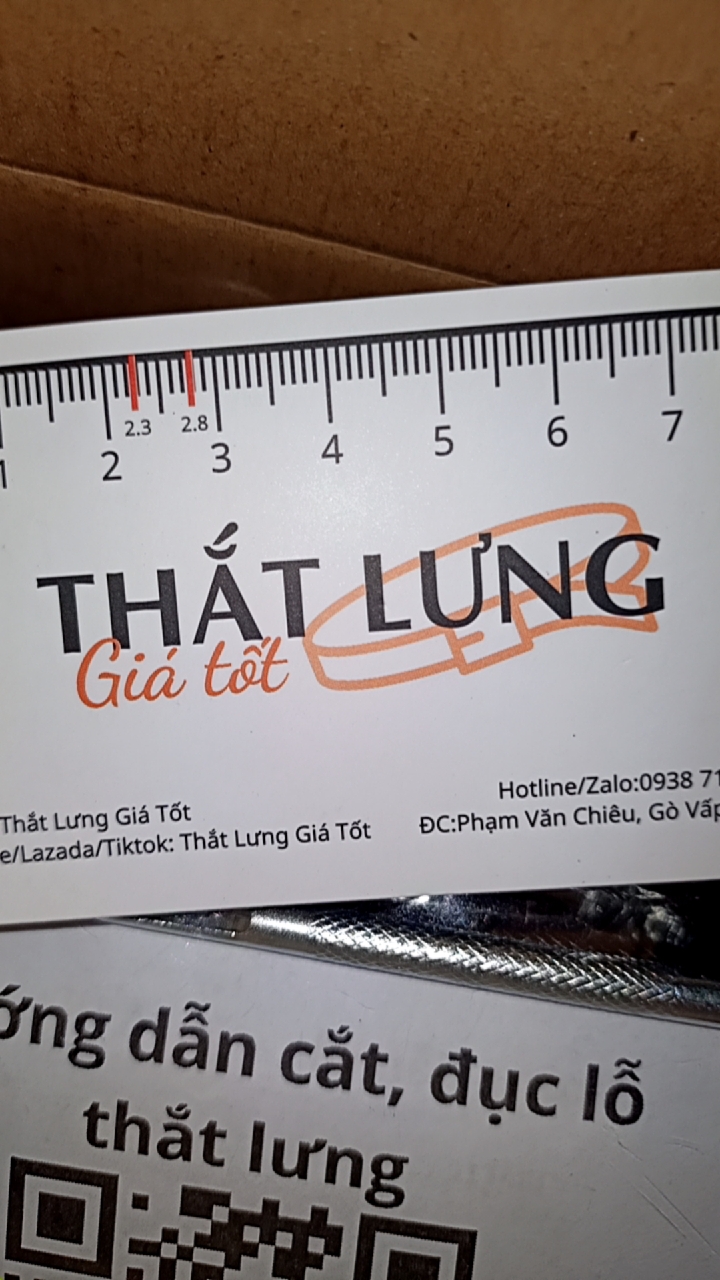 2.3 2.8
1 2 3 4 5 6 7
THẮT LƯNG
Giá tốt
Thắt Lưng Giá Tốt
e/Lazada/Tiktok: Thắt Lưng Giá Tốt
Hotline/Zalo:0938 71
ĐC:Phạm Văn Chiêu, Gò Vấp
ớng dẫn cắt, đục lỗ
thắt lưng